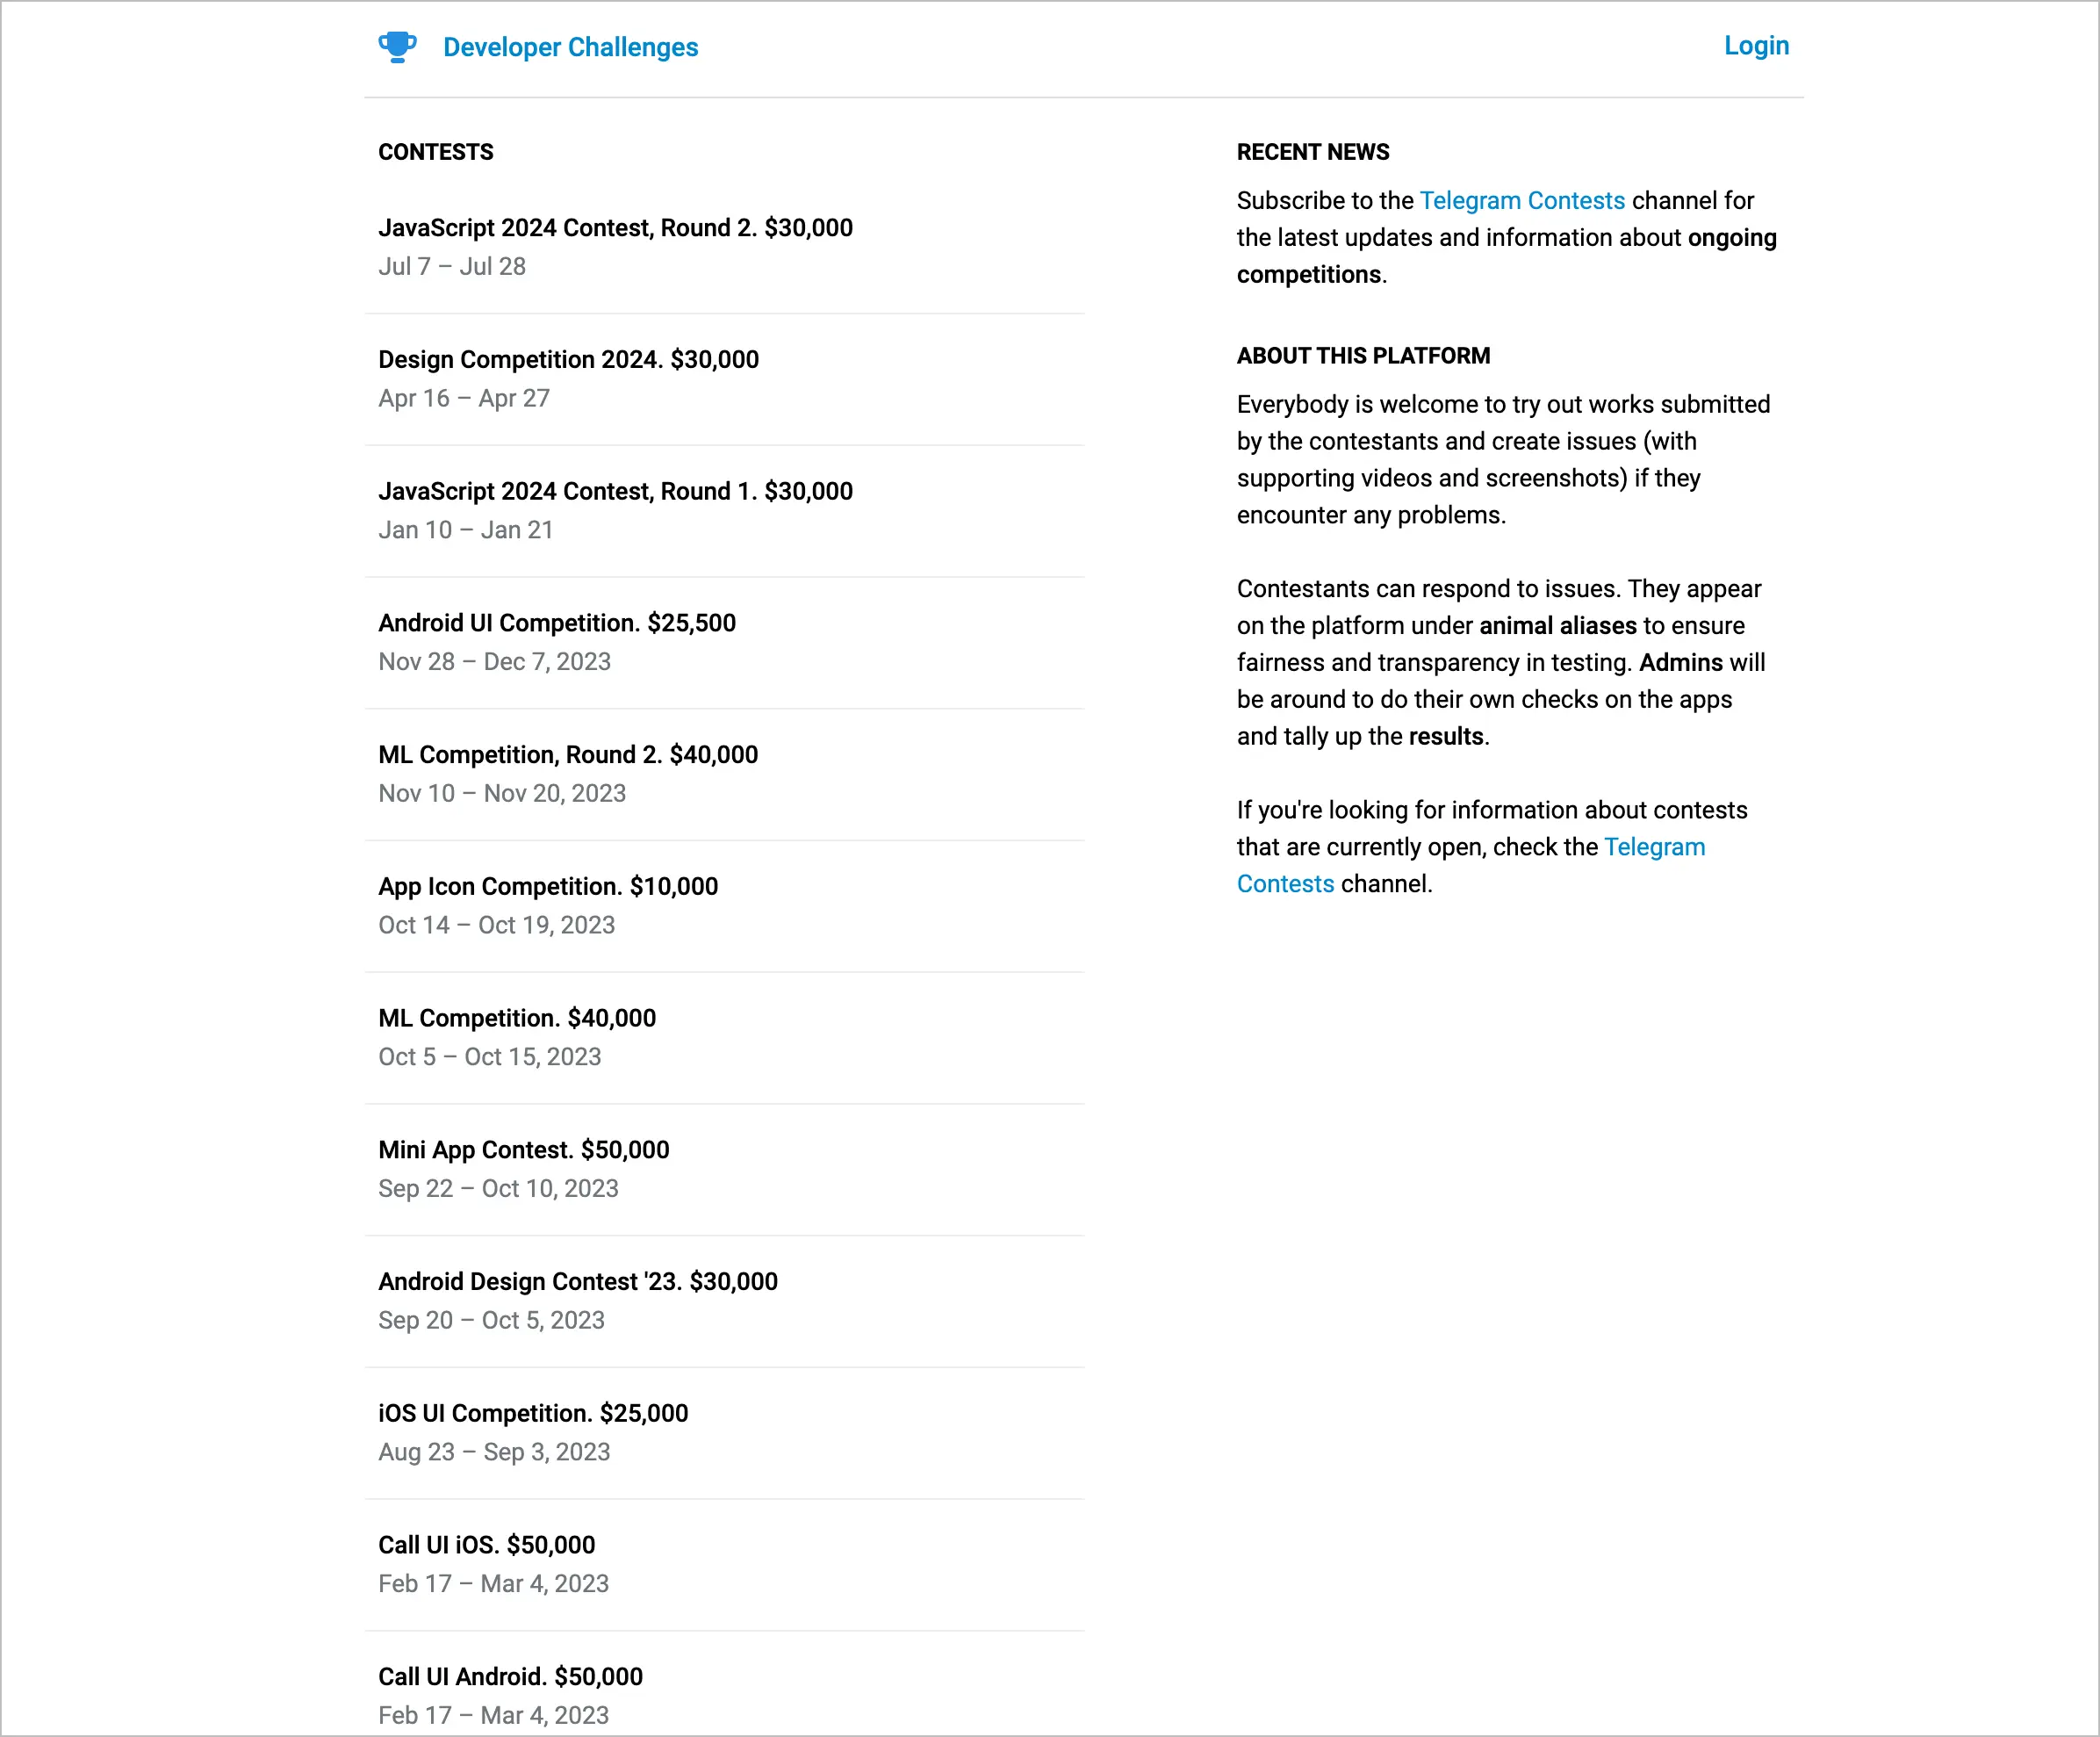 Developer Challenges
Login
CONTESTS
JavaScript 2024 Contest, Round 2. $30,000
Jul 7 – Jul 28
Design Competition 2024. $30,000
Apr 16 – Apr 27
JavaScript 2024 Contest, Round 1. $30,000
Jan 10 – Jan 21
Android UI Competition. $25,500
Nov 28 – Dec 7, 2023
ML Competition, Round 2. $40,000
Nov 10 – Nov 20, 2023
App Icon Competition. $10,000
Oct 14 – Oct 19, 2023
ML Competition. $40,000
Oct 5 – Oct 15, 2023
Mini App Contest. $50,000
Sep 22 – Oct 10, 2023
Android Design Contest '23. $30,000
Sep 20 – Oct 5, 2023
iOS UI Competition. $25,000
Aug 23 – Sep 3, 2023
Call UI iOS. $50,000
Feb 17 – Mar 4, 2023
Call UI Android. $50,000
Feb 17 – Mar 4, 2023
RECENT NEWS
Subscribe to the Telegram Contests channel for
the latest updates and information about ongoing
competitions.
ABOUT THIS PLATFORM
Everybody is welcome to try out works submitted
by the contestants and create issues (with
supporting videos and screenshots) if they
encounter any problems.
Contestants can respond to issues. They appear
on the platform under animal aliases to ensure
fairness and transparency in testing. Admins will
be around to do their own checks on the apps
and tally up the results.
If you're looking for information about contests
that are currently open, check the Telegram
Contests channel.